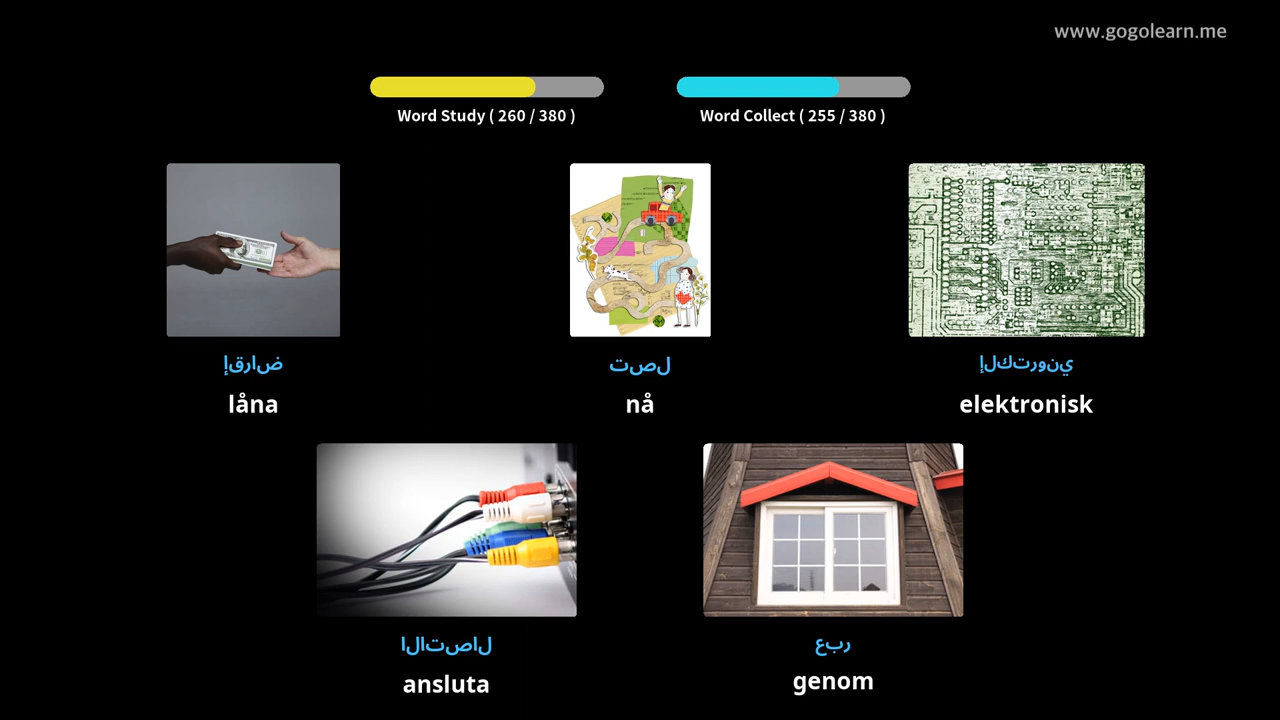 www.gogolearn.me
Word Study ( 260 / 380 )
Word Collect ( 255 / 380 )
إقراض
låna
تصل
nå
إلكتروني
elektronisk
الاتصال
ansluta
عبر
genom